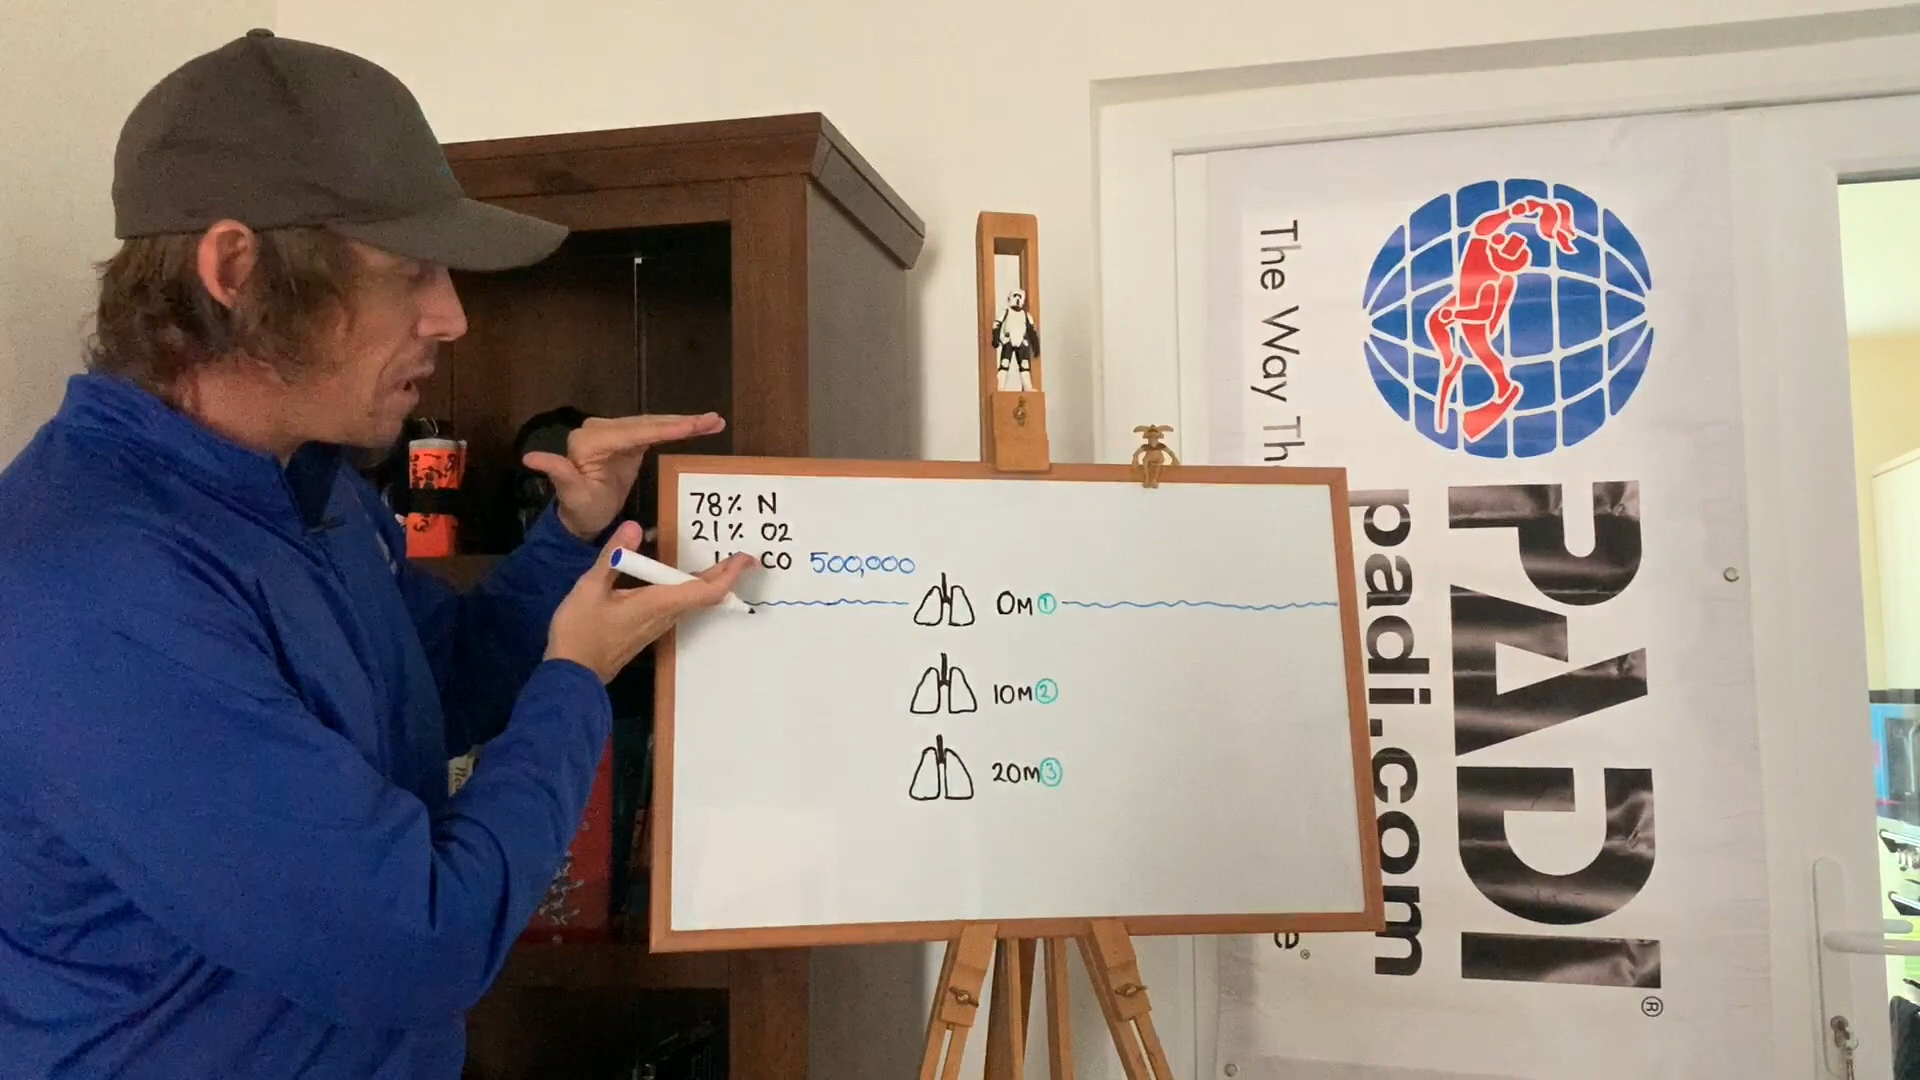 78% N
21% O2
CO 500,000
0M 1
10M 2
20M 3
The Way Th
PADI
padi.com
®